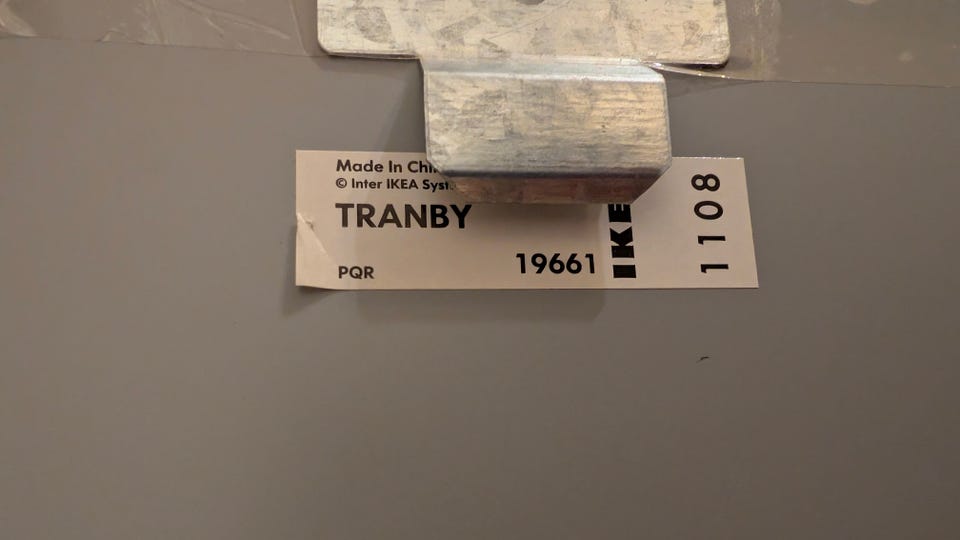 Made In
© Inter IKEA
TRANBY
PQR
19661
1108